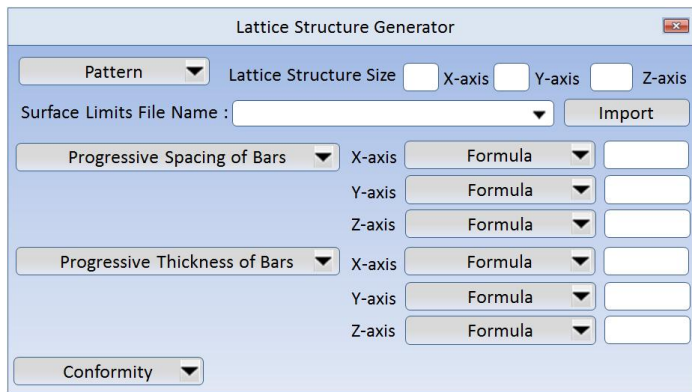 Lattice Structure Generator
Pattern Lattice Structure Size X-axis Y-axis Z-axis
Surface Limits File Name : Import
Progressive Spacing of Bars X-axis Formula
Y-axis Formula
Z-axis Formula
Progressive Thickness of Bars X-axis Formula
Y-axis Formula
Z-axis Formula
Conformity